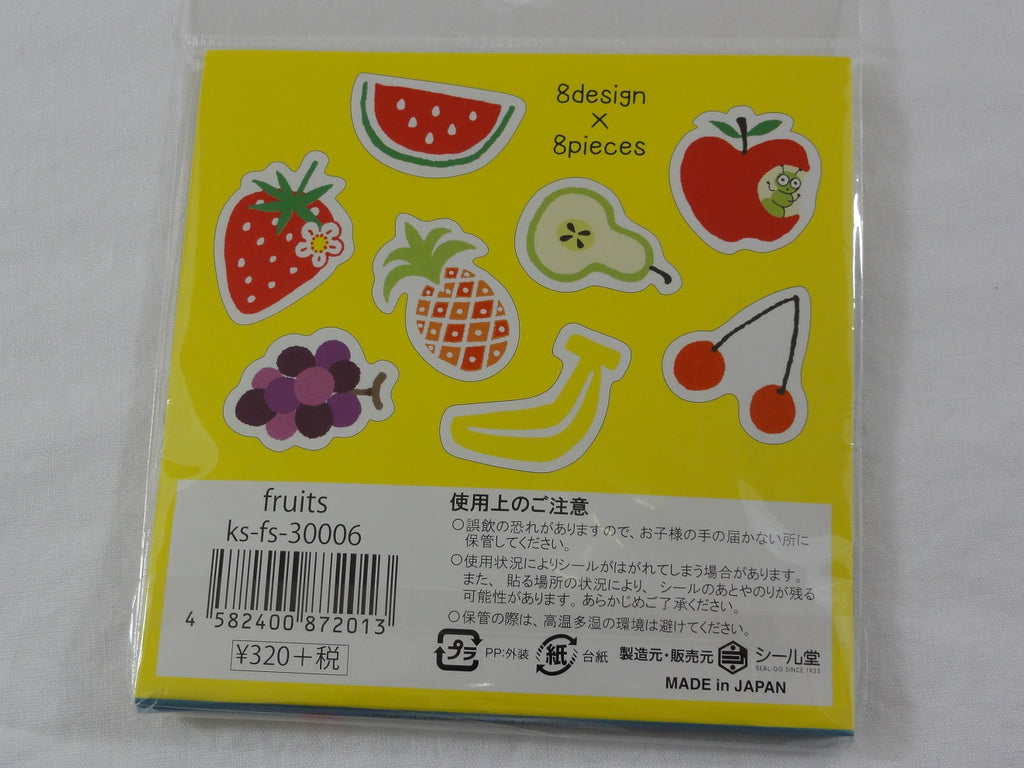 8design
×
8pieces
fruits
ks-fs-30006
4 582400 872013
¥320+税
使用上のご注意
○誤飲の恐れがありますので、お子様の手の届かない所に
保管してください。
○使用状況によりシールがはがれてしまう場合があります。
また、貼る場所の状況により、シールのあとやのりが残る
可能性があります。あらかじめご了承ください。
○保管の際は、高温多湿の環境は避けてください。
プラ PP:外装 紙 台紙 製造元・販売元 シール堂
SEAL-DO SINCE 1933
MADE in JAPAN